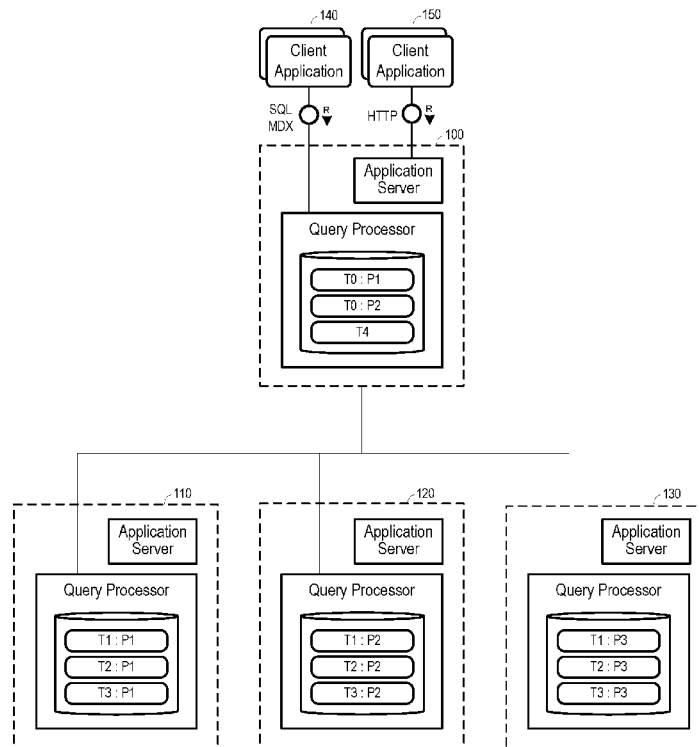 140
150
Client
Application
Client
Application
SQL
MDX
R
HTTP
R
100
Application
Server
Query Processor
T0 : P1
T0 : P2
T4
110
Application
Server
Query Processor
T1 : P1
T2 : P1
T3 : P1
120
Application
Server
Query Processor
T1 : P2
T2 : P2
T3 : P2
130
Application
Server
Query Processor
T1 : P3
T2 : P3
T3 : P3